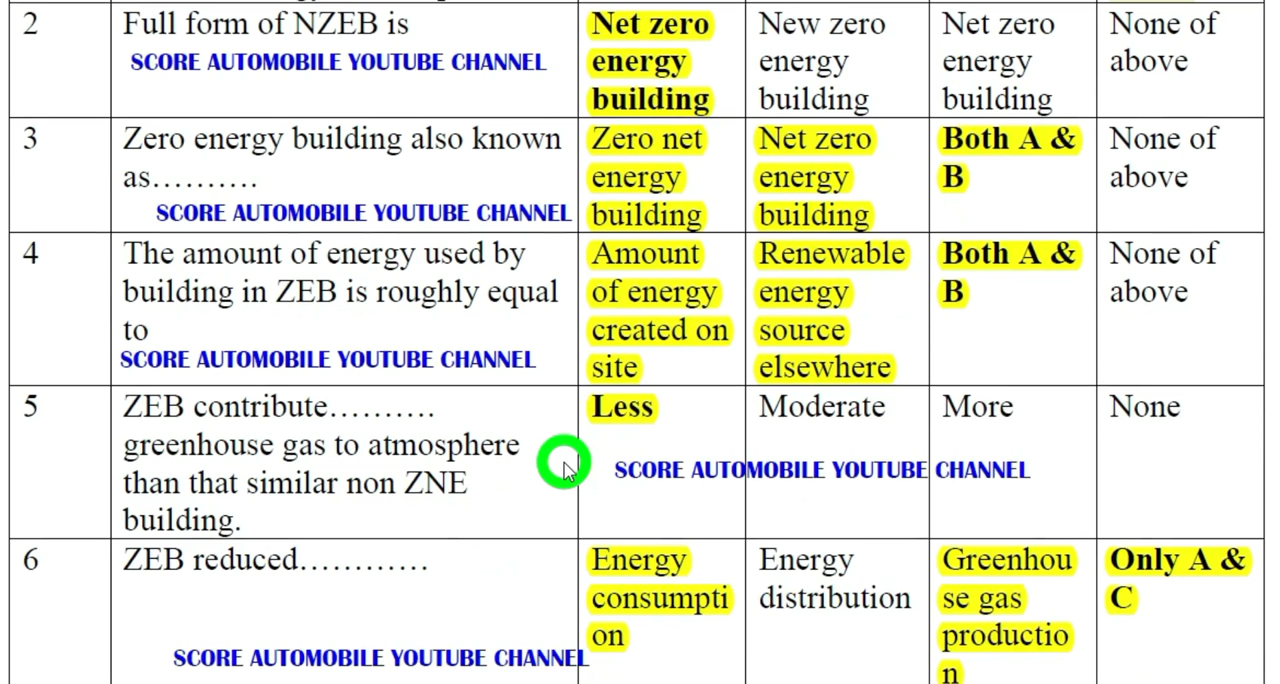 2
Full form of NZEB is
SCORE AUTOMOBILE YOUTUBE CHANNEL
Net zero
energy
building
New zero
energy
building
Net zero
energy
building
None of
above
3
Zero energy building also known
as……….
SCORE AUTOMOBILE YOUTUBE CHANNEL
Zero net
energy
building
Net zero
energy
building
Both A &
B
None of
above
4
The amount of energy used by
building in ZEB is roughly equal
to
SCORE AUTOMOBILE YOUTUBE CHANNEL
Amount
of energy
created on
site
Renewable
energy
source
elsewhere
Both A &
B
None of
above
5
ZEB contribute……….
greenhouse gas to atmosphere
than that similar non ZNE
building.
Less
Moderate
More
None
SCORE AUTOMOBILE YOUTUBE CHANNEL
6
ZEB reduced…………
SCORE AUTOMOBILE YOUTUBE CHANNEL
Energy
consumpti
on
Energy
distribution
Greenhou
se gas
productio
n
Only A &
C